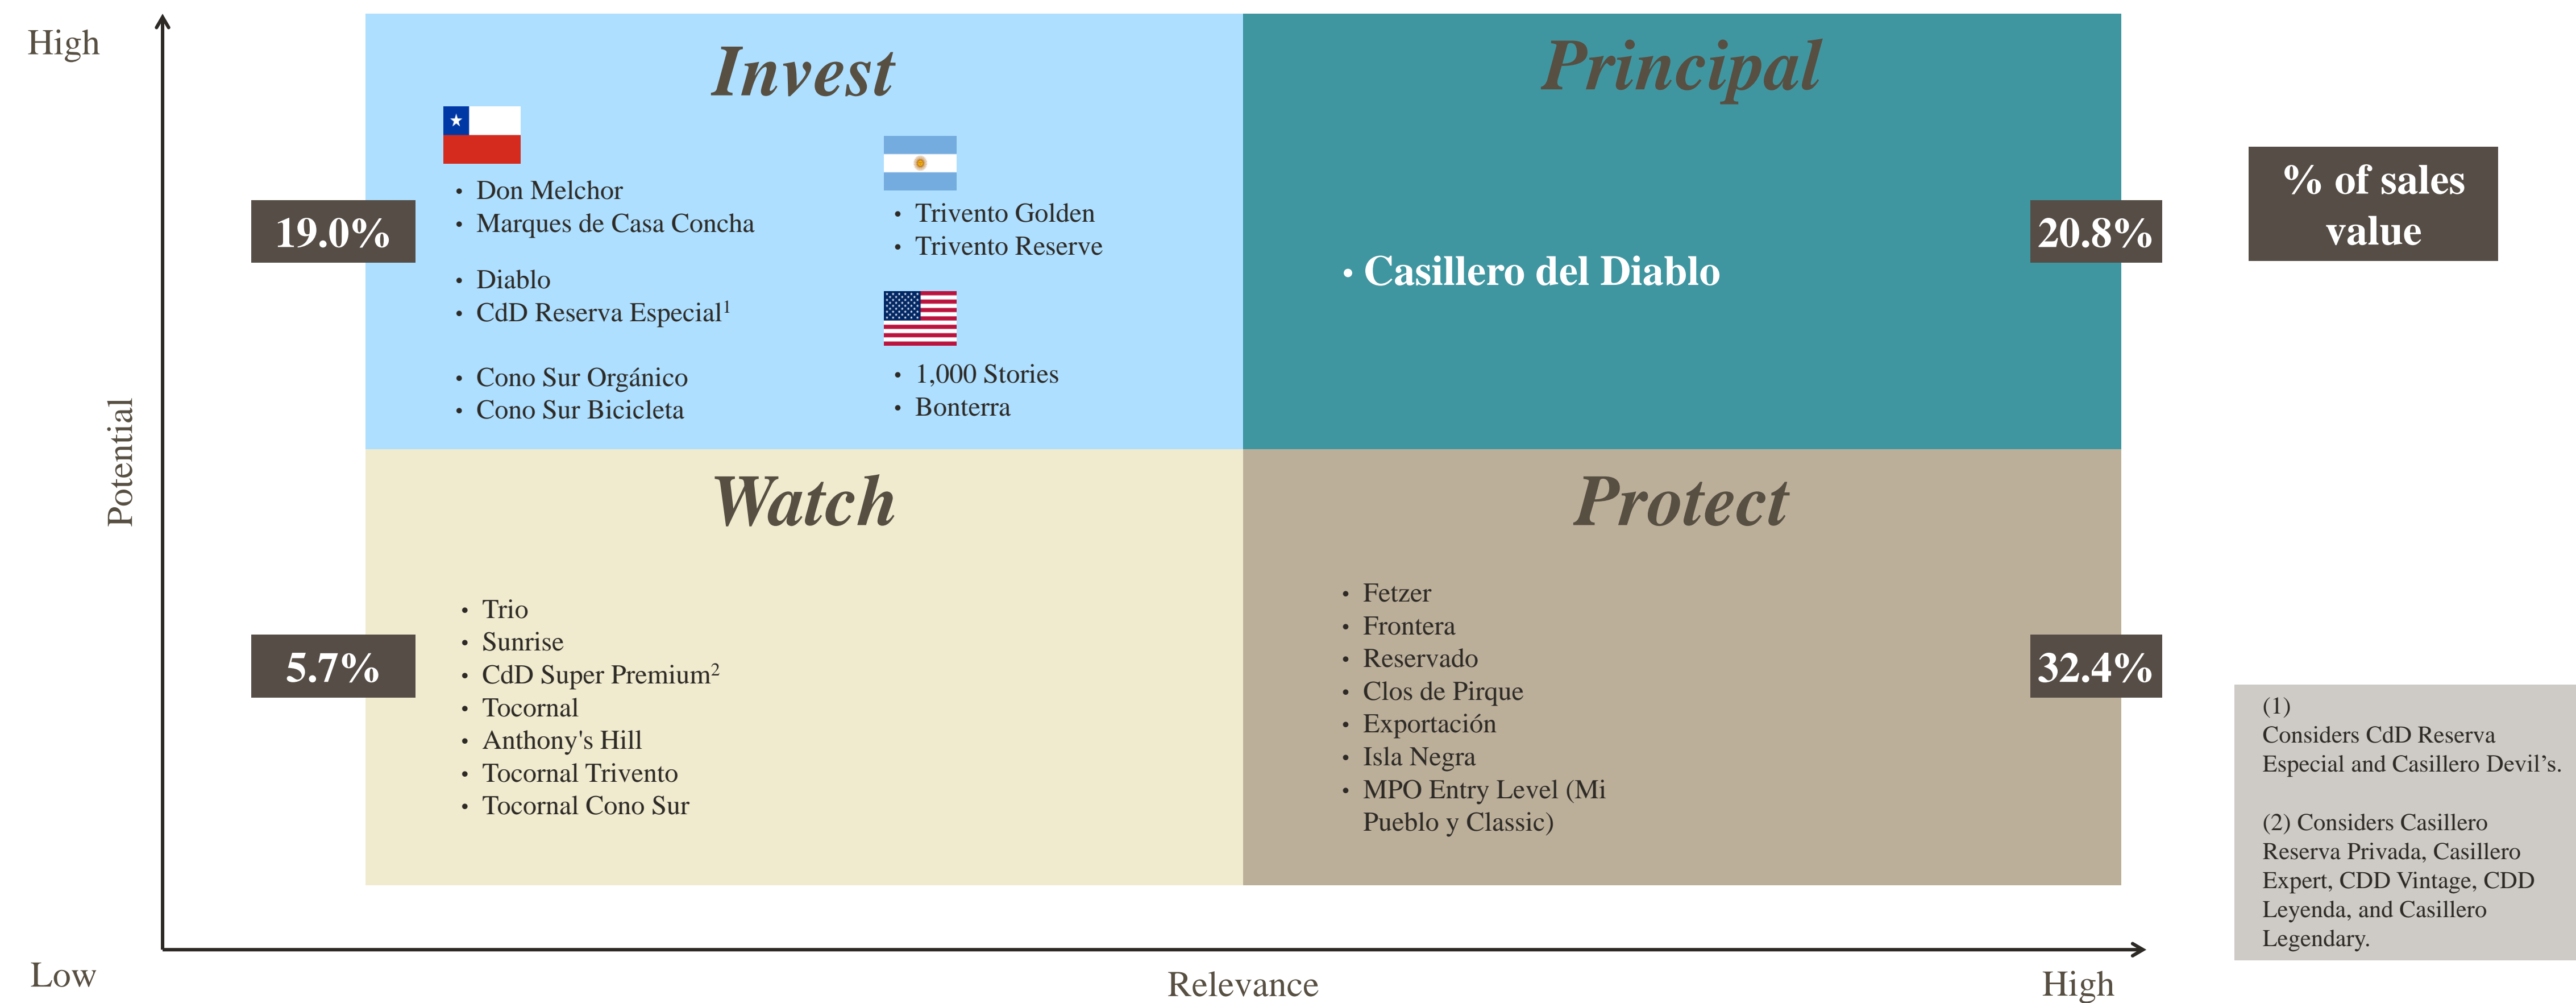 High
Potential
Low
Relevance
High
Invest
19.0%
• Don Melchor
• Marques de Casa Concha
• Diablo
• CdD Reserva Especial¹
• Cono Sur Orgánico
• Cono Sur Bicicleta
• Trivento Golden
• Trivento Reserve
• 1,000 Stories
• Bonterra
Principal
• Casillero del Diablo
20.8%
% of sales
value
Watch
5.7%
• Trio
• Sunrise
• CdD Super Premium²
• Tocornal
• Anthony's Hill
• Tocornal Trivento
• Tocornal Cono Sur
Protect
• Fetzer
• Frontera
• Reservado
• Clos de Pirque
• Exportación
• Isla Negra
• MPO Entry Level (Mi
Pueblo y Classic)
32.4%
(1)
Considers CdD Reserva
Especial and Casillero Devil’s.
(2) Considers Casillero
Reserva Privada, Casillero
Expert, CDD Vintage, CDD
Leyenda, and Casillero
Legendary.